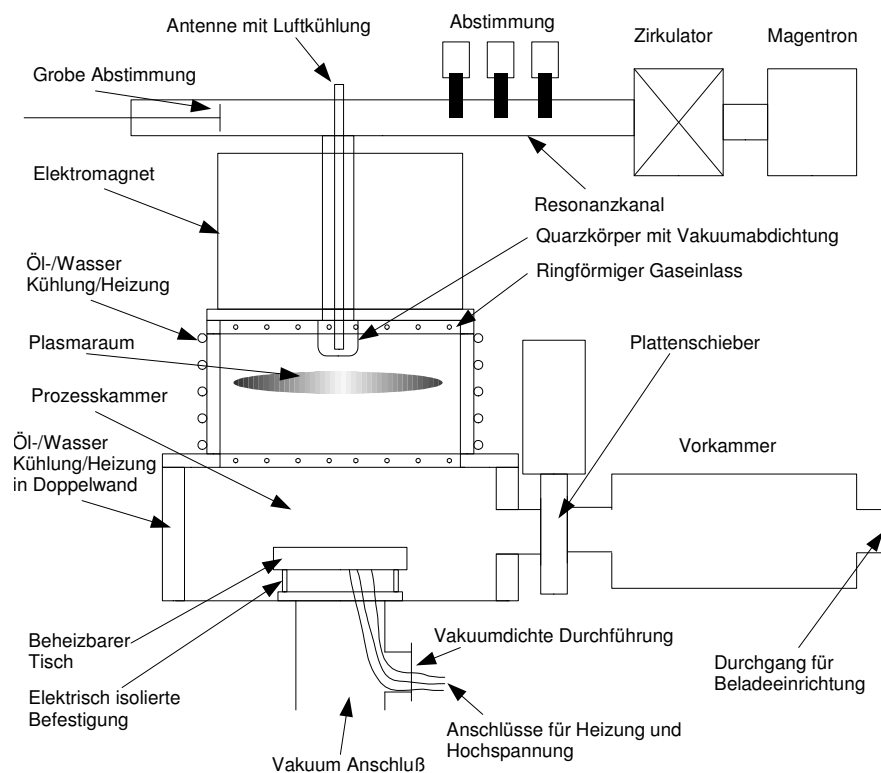 Antenne mit Luftkühlung
Abstimmung
Zirkulator
Magentron
Grobe Abstimmung
Elektromagnet
Resonanzkanal
Quarzkörper mit Vakuumabdichtung
Öl-/Wasser
Kühlung/Heizung
Ringförmiger Gaseinlass
Plasmaraum
Plattenschieber
Prozesskammer
Öl-/Wasser
Kühlung/Heizung
in Doppelwand
Vorkammer
Beheizbarer
Tisch
Vakuumdichte Durchführung
Durchgang für
Beladeeinrichtung
Elektrisch isolierte
Befestigung
Anschlüsse für Heizung und
Hochspannung
Vakuum Anschluß